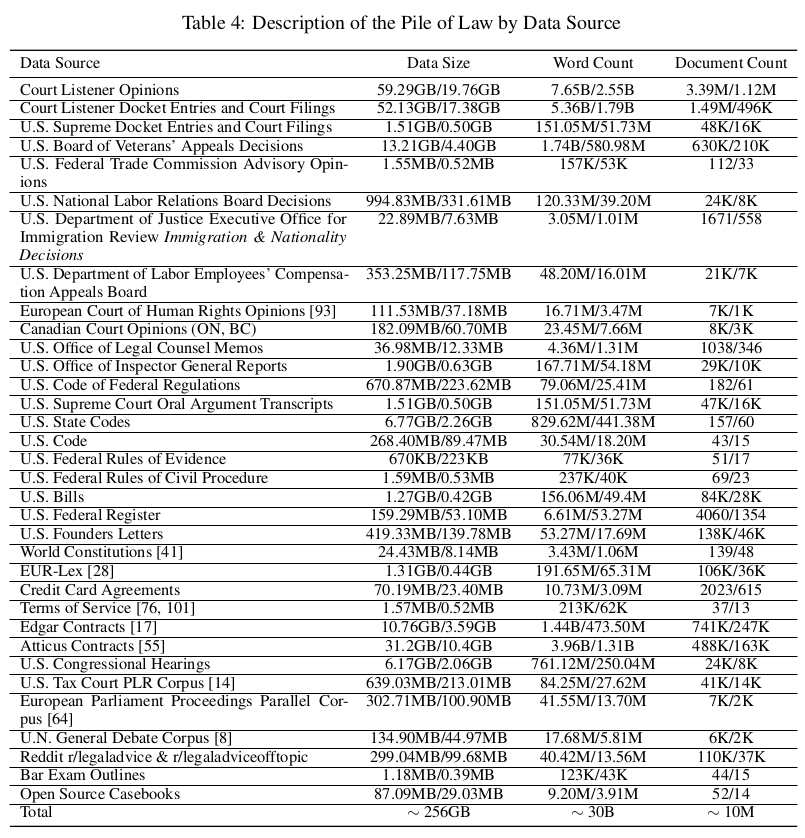 Table 4: Description of the Pile of Law by Data Source
Data Source Data Size Word Count Document Count
Court Listener Opinions 59.29GB/19.76GB 7.65B/2.55B 3.39M/1.12M
Court Listener Docket Entries and Court Filings 52.13GB/17.38GB 5.36B/1.79B 1.49M/496K
U.S. Supreme Docket Entries and Court Filings 1.51GB/0.50GB 151.05M/51.73M 48K/16K
U.S. Board of Veterans' Appeals Decisions 13.21GB/4.40GB 1.74B/580.98M 630K/210K
U.S. Federal Trade Commission Advisory Opin- 1.55MB/0.52MB 157K/53K 112/33
ions
U.S. National Labor Relations Board Decisions 994.83MB/331.61MB 120.33M/39.20M 24K/8K
U.S. Department of Justice Executive Office for 22.89MB/7.63MB 3.05M/1.01M 1671/558
Immigration Review Immigration & Nationality
Decisions
U.S. Department of Labor Employees' Compensa- 353.25MB/117.75MB 48.20M/16.01M 21K/7K
tion Appeals Board
European Court of Human Rights Opinions [93] 111.53MB/37.18MB 16.71M/3.47M 7K/1K
Canadian Court Opinions (ON, BC) 182.09MB/60.70MB 23.45M/7.66M 8K/3K
U.S. Office of Legal Counsel Memos 36.98MB/12.33MB 4.36M/1.31M 1038/346
U.S. Office of Inspector General Reports 1.90GB/0.63GB 167.71M/54.18M 29K/10K
U.S. Code of Federal Regulations 670.87MB/223.62MB 79.06M/25.41M 182/61
U.S. Supreme Court Oral Argument Transcripts 1.51GB/0.50GB 151.05M/51.73M 47K/16K
U.S. State Codes 6.77GB/2.26GB 829.62M/441.38M 157/60
U.S. Code 268.40MB/89.47MB 30.54M/18.20M 43/15
U.S. Federal Rules of Evidence 670KB/223KB 77K/36K 51/17
U.S. Federal Rules of Civil Procedure 1.59MB/0.53MB 237K/40K 69/23
U.S. Bills 1.27GB/0.42GB 156.06M/49.4M 84K/28K
U.S. Federal Register 159.29MB/53.10MB 6.61M/53.27M 4060/1354
U.S. Founders Letters 419.33MB/139.78MB 53.27M/17.69M 138K/46K
World Constitutions [41] 24.43MB/8.14MB 3.43M/1.06M 139/48
EUR-Lex [28] 1.31GB/0.44GB 191.65M/65.31M 106K/36K
Credit Card Agreements 70.19MB/23.40MB 10.73M/3.09M 2023/615
Terms of Service [76, 101] 1.57MB/0.52MB 213K/62K 37/13
Edgar Contracts [17] 10.76GB/3.59GB 1.44B/473.50M 741K/247K
Atticus Contracts [55] 31.2GB/10.4GB 3.96B/1.31B 488K/163K
U.S. Congressional Hearings 6.17GB/2.06GB 761.12M/250.04M 24K/8K
U.S. Tax Court PLR Corpus [14] 639.03MB/213.01MB 84.25M/27.62M 41K/14K
European Parliament Proceedings Parallel Cor- 302.71MB/100.90MB 41.55M/13.70M 7K/2K
pus [64]
U.N. General Debate Corpus [8] 134.90MB/44.97MB 17.68M/5.81M 6K/2K
Reddit r/legaladvice & r/legaladviceofftopic 299.04MB/99.68MB 40.42M/13.56M 110K/37K
Bar Exam Outlines 1.18MB/0.39MB 123K/43K 44/15
Open Source Casebooks 87.09MB/29.03MB 9.20M/3.91M 52/14
Total ∼ 256GB ∼ 30B ∼ 10M